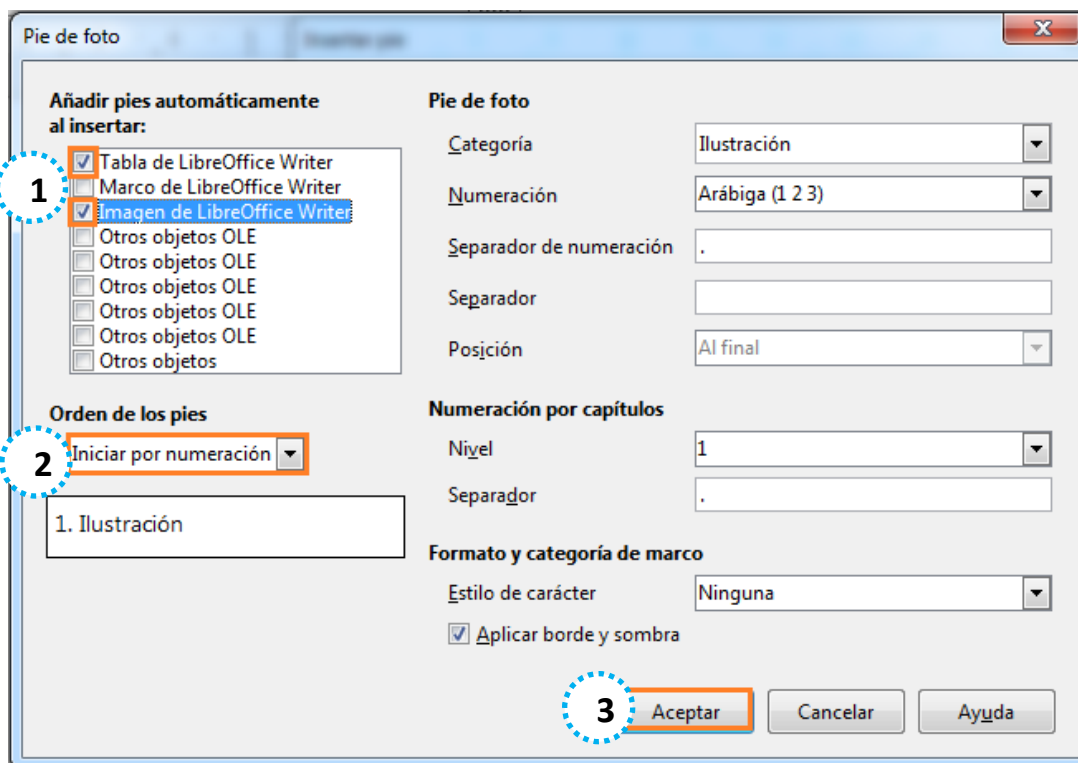 Pie de foto
Añadir pies automáticamente
al insertar:
Tabla de LibreOffice Writer
Marco de LibreOffice Writer
Imagen de LibreOffice Writer
Otros objetos OLE
Otros objetos OLE
Otros objetos OLE
Otros objetos OLE
Otros objetos OLE
Otros objetos
1
Orden de los pies
2
Iniciar por numeración
1. Ilustración
Pie de foto
Categoría Ilustración
Numeración Arábiga (1 2 3)
Separador de numeración .
Separador
Posición Al final
Numeración por capítulos
Nivel 1
Separador .
Formato y categoría de marco
Estilo de carácter Ninguna
Aplicar borde y sombra
3
Aceptar Cancelar Ayuda